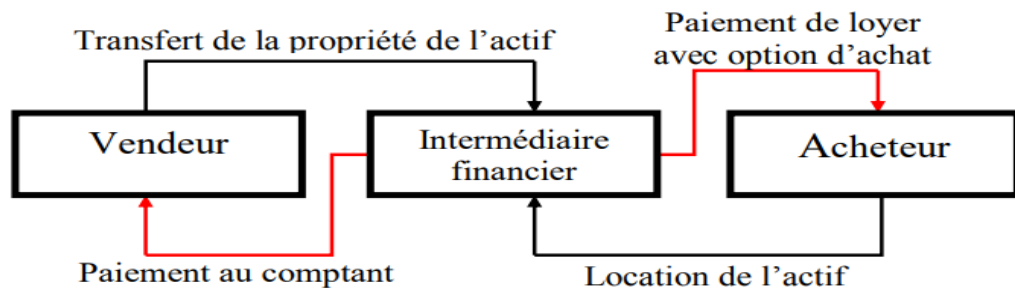 Transfert de la propriété de l'actif
Paiement de loyer
avec option d'achat
Vendeur
Intermédiaire
financier
Acheteur
Paiement au comptant
Location de l'actif